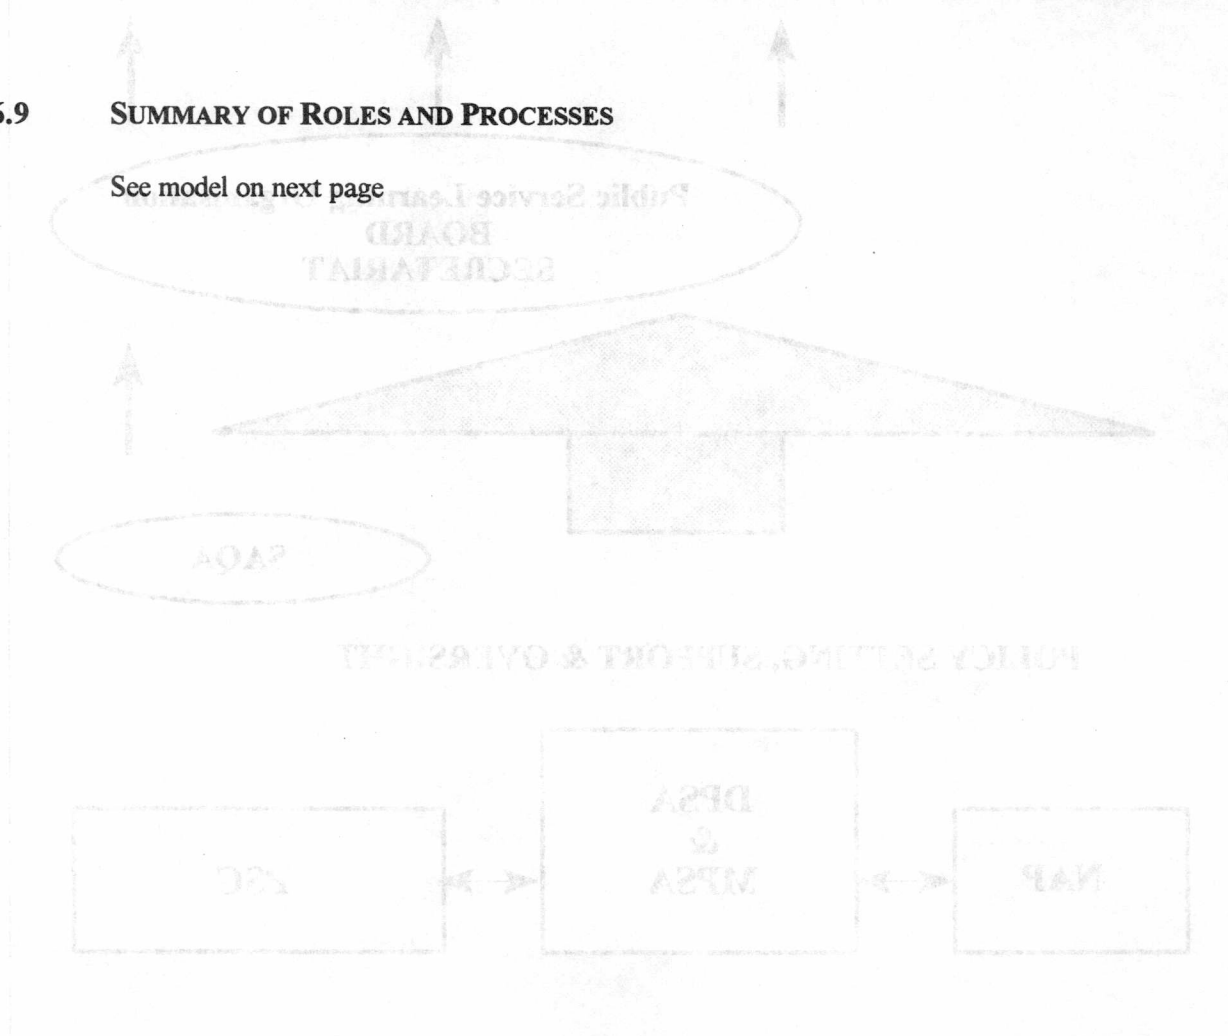 .9 SUMMARY OF ROLES AND PROCESSES
See model on next page
Public Service Learning
BOARD
SECRETARIAT
SAQA
POLICY SETTING, SUPPORT & OVERSIGHT
DPSA
&
MPSA
PSC
NAP